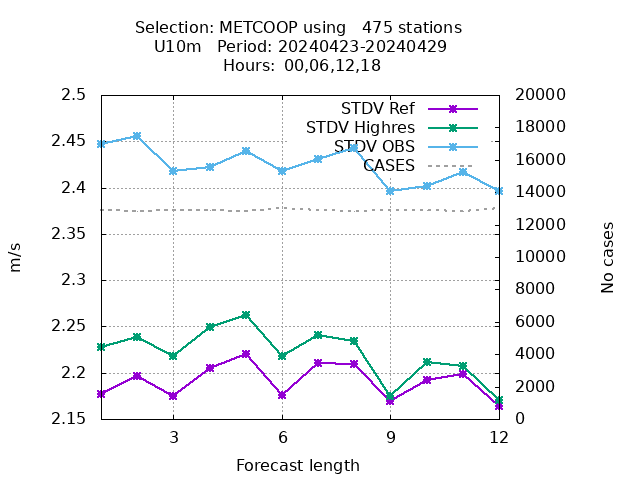 Selection: METCOOP using   475 stations
U10m   Period: 20240423-20240429
Hours:  00,06,12,18
2.5
2.45
2.4
2.35
2.3
2.25
2.2
2.15
m/s
STDV Ref
STDV Highres
STDV OBS
CASES
20000
18000
16000
14000
12000
10000
8000
6000
4000
2000
0
No cases
3
6
9
12
Forecast length